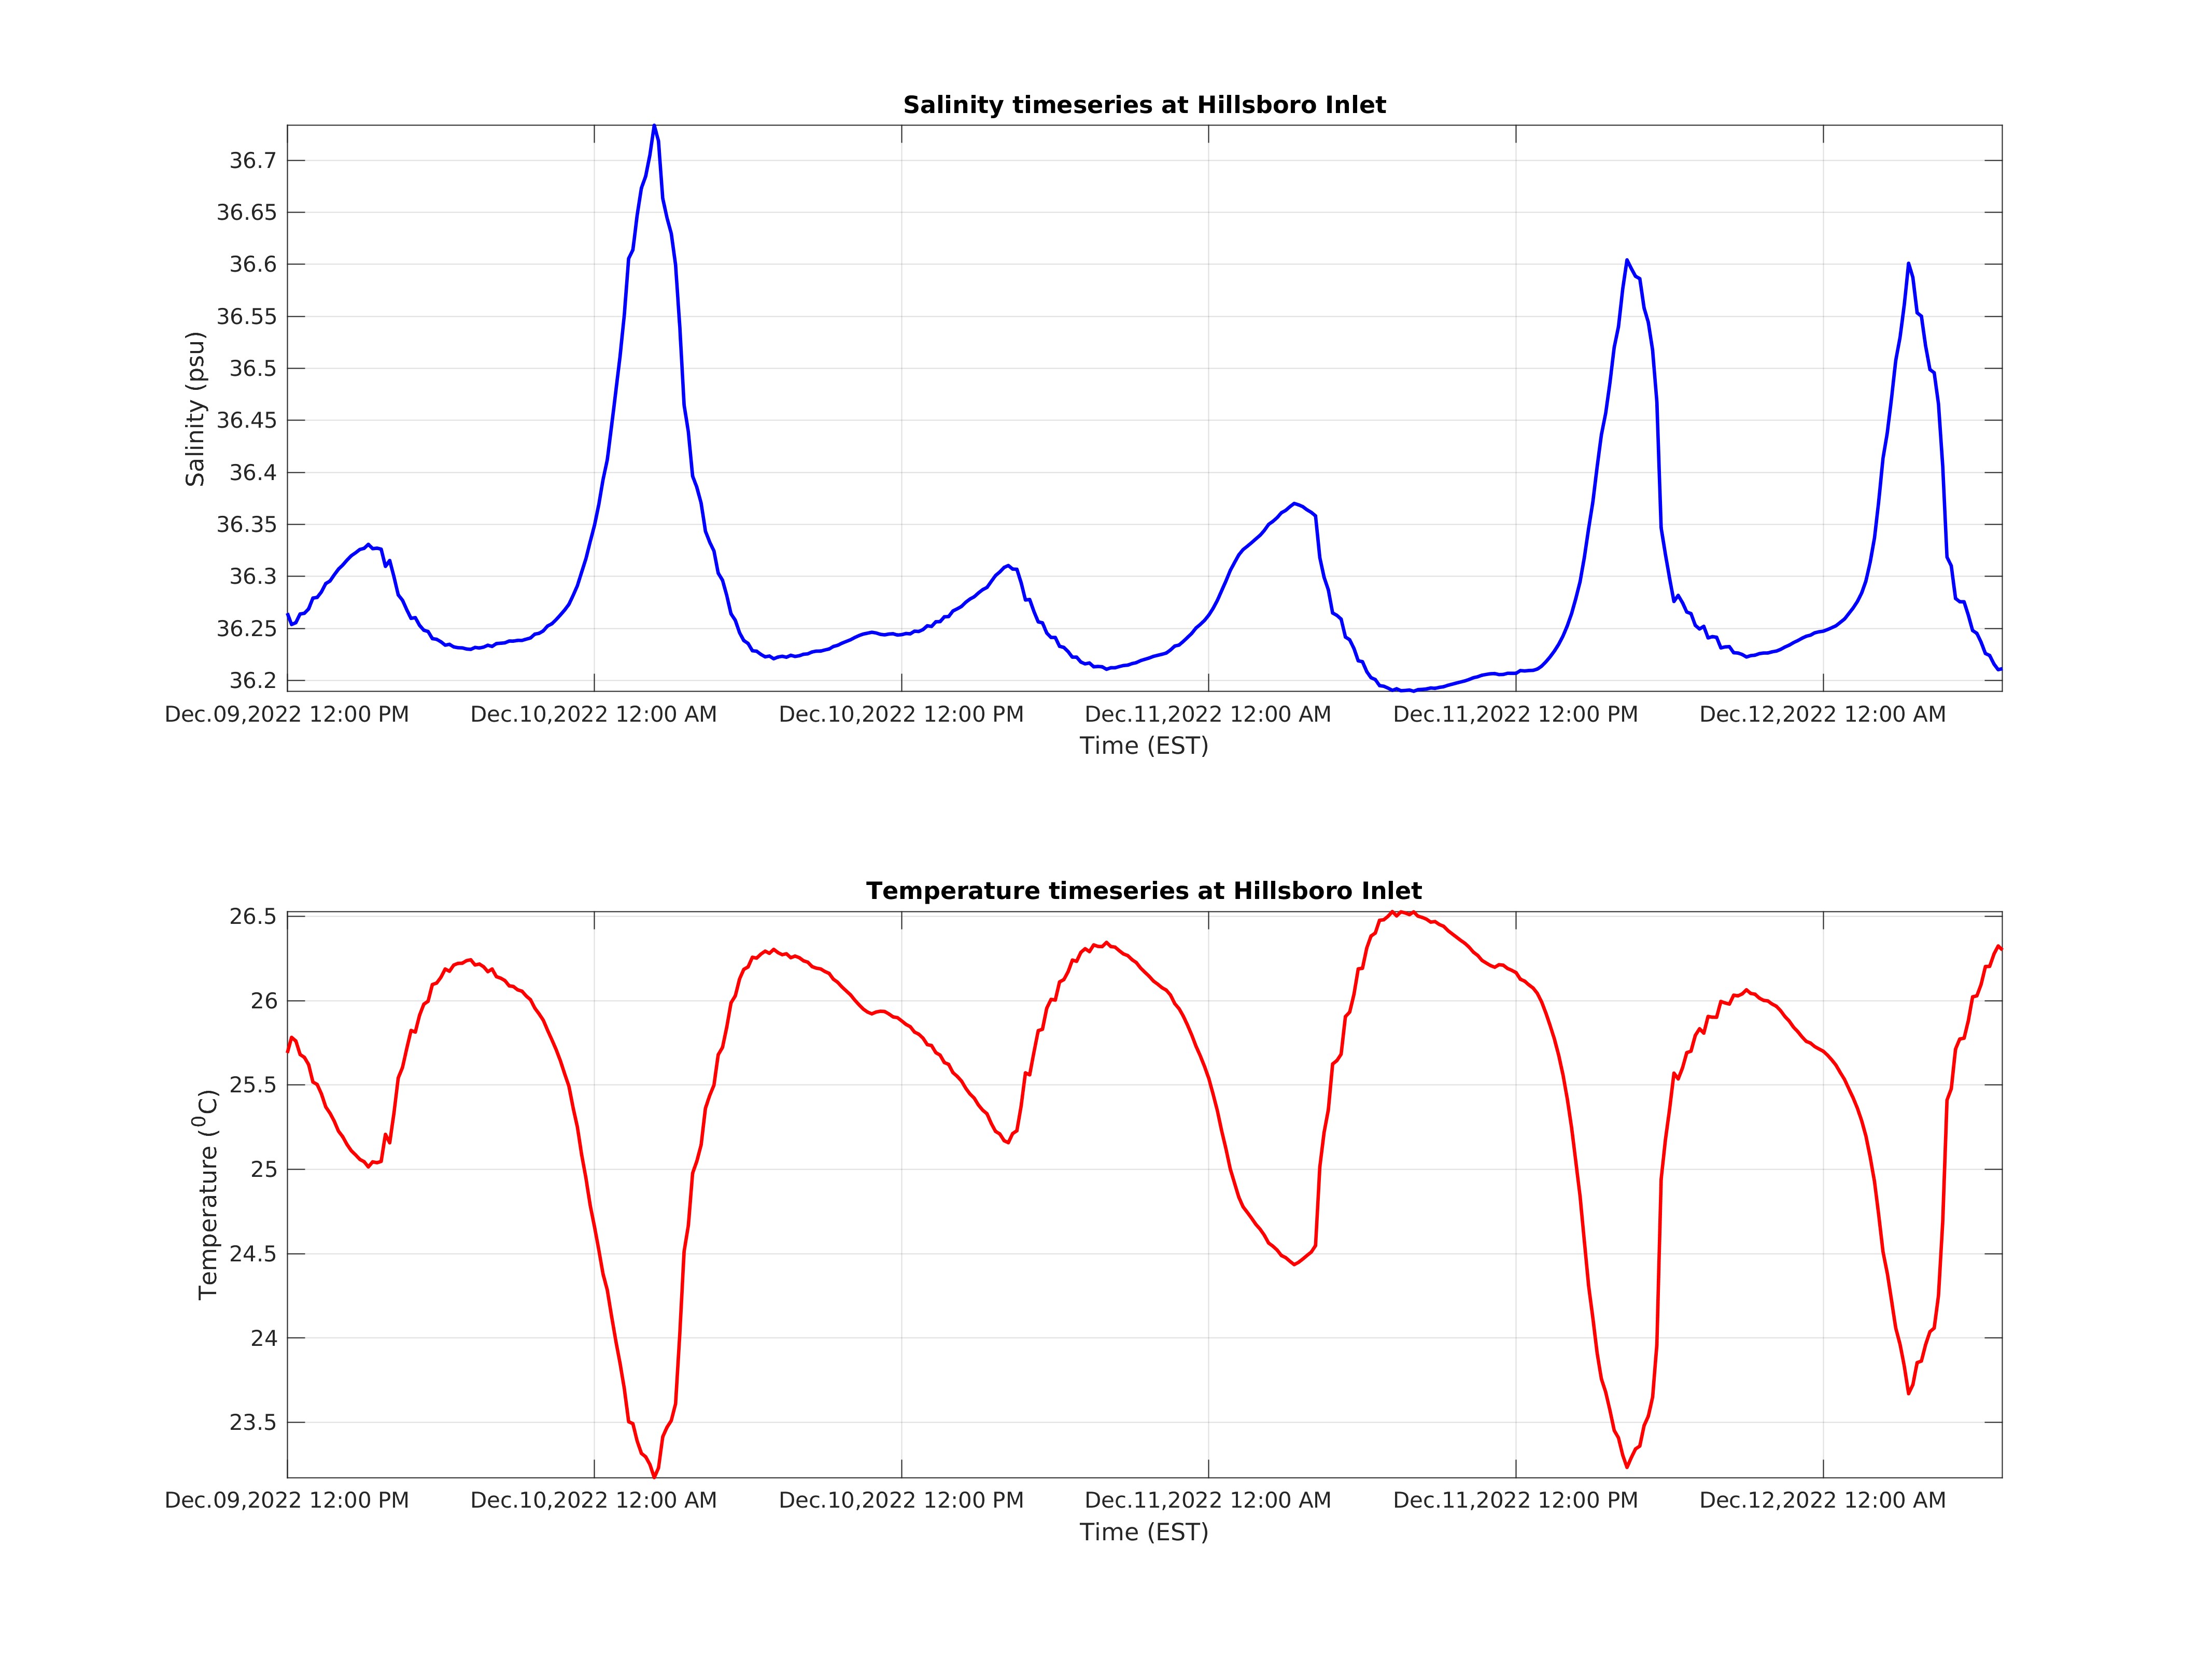 Salinity timeseries at Hillsboro Inlet
Salinity (psu)
36.7
36.65
36.6
36.55
36.5
36.45
36.4
36.35
36.3
36.25
36.2
Dec.09,2022 12:00 PM Dec.10,2022 12:00 AM Dec.10,2022 12:00 PM Dec.11,2022 12:00 AM Dec.11,2022 12:00 PM Dec.12,2022 12:00 AM
Time (EST)
Temperature timeseries at Hillsboro Inlet
Temperature (⁰C)
26.5
26
25.5
25
24.5
24
23.5
Dec.09,2022 12:00 PM Dec.10,2022 12:00 AM Dec.10,2022 12:00 PM Dec.11,2022 12:00 AM Dec.11,2022 12:00 PM Dec.12,2022 12:00 AM
Time (EST)